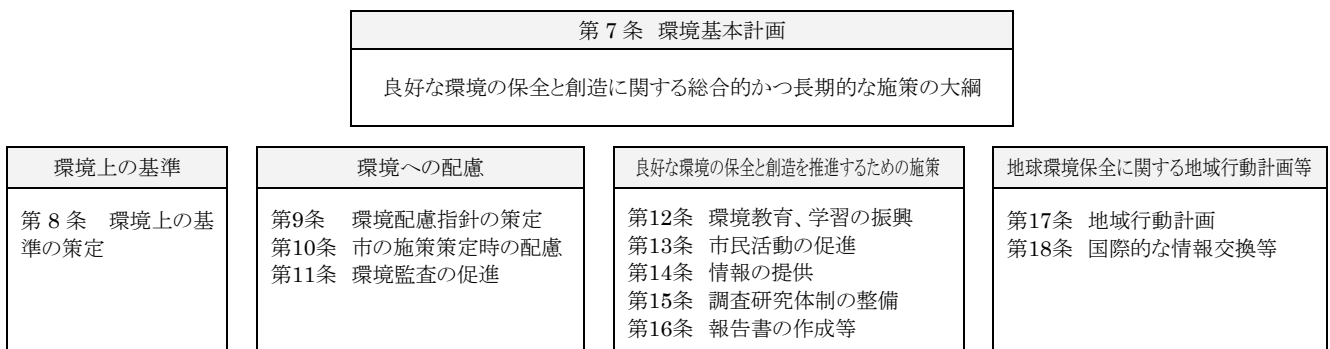 第7条 環境基本計画
良好な環境の保全と創造に関する総合的かつ長期的な施策の大綱
環境上の基準
第8条 環境上の基
準の策定
環境への配慮
第9条 環境配慮指針の策定
第10条 市の施策策定時の配慮
第11条 環境監査の促進
良好な環境の保全と創造を推進するための施策
第12条 環境教育、学習の振興
第13条 市民活動の促進
第14条 情報の提供
第15条 調査研究体制の整備
第16条 報告書の作成等
地球環境保全に関する地域行動計画等
第17条 地域行動計画
第18条 国際的な情報交換等